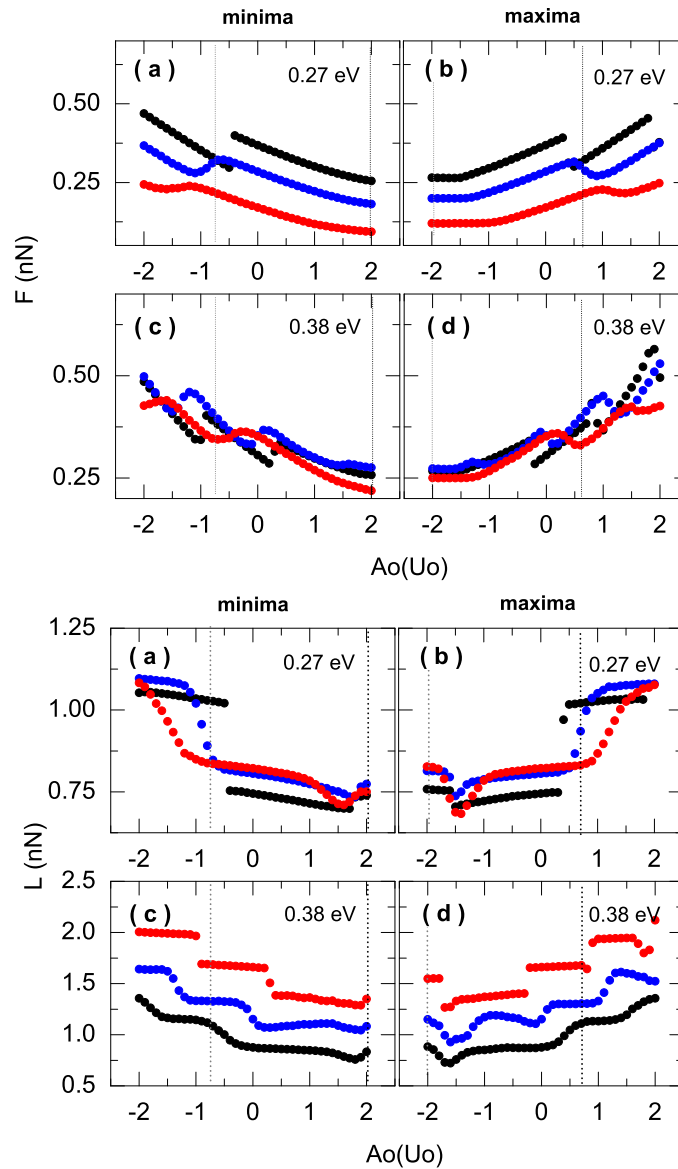 minima maxima
( a ) 0.27 eV ( b ) 0.27 eV
0.50
0.25
-2 -1 0 1 2 -2 -1 0 1 2
F (nN)
( c ) 0.38 eV ( d ) 0.38 eV
0.50
0.25
-2 -1 0 1 2 -2 -1 0 1 2
Ao(Uo)
minima maxima
1.25
( a ) 0.27 eV ( b ) 0.27 eV
1.00
0.75
-2 -1 0 1 2 -2 -1 0 1 2
L (nN)
2.5
( c ) 0.38 eV ( d ) 0.38 eV
2.0
1.5
1.0
0.5
-2 -1 0 1 2 -2 -1 0 1 2
Ao(Uo)